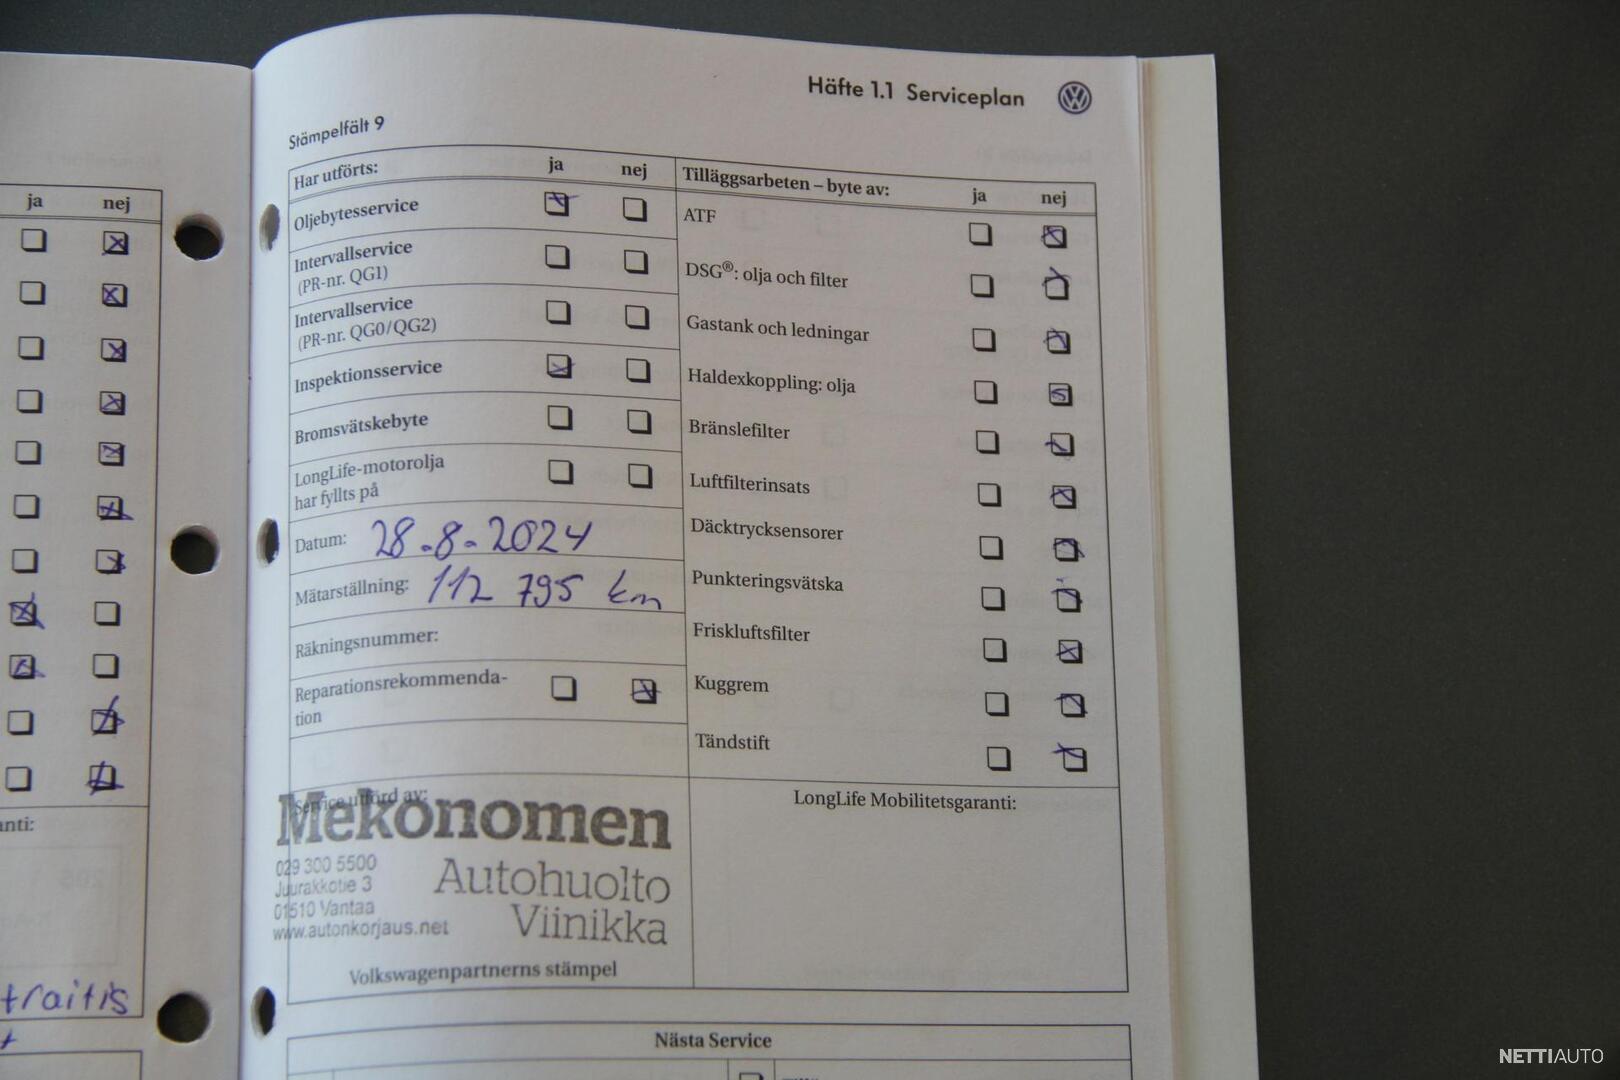 ja nej
anti:
traitis
Häfte 1.1 Serviceplan
Stämpelfält 9
Har utförts: ja nej
Oljebytesservice
Intervallservice
(PR-nr. QG1)
Intervallservice
(PR-nr. QG0/QG2)
Inspektionsservice
Bromsvätskebyte
LongLife-motorolja
har fyllts på
Datum: 28.8.2024
Mätarställning: 112 795 km
Räkningsnummer:
Reparationsrekommenda-
tion
Tilläggsarbeten – byte av: ja nej
ATF
DSG®: olja och filter
Gastank och ledningar
Haldexkoppling: olja
Bränslefilter
Luftfilterinsats
Däcktrycksensorer
Punkteringsvätska
Friskluftsfilter
Kuggrem
Tändstift
Service utförd av:
Mekonomen
029 300 5500
Juurakkotie 3
01510 Vantaa
www.autonkorjaus.net
Autohuolto
Viinikka
Volkswagenpartnerns stämpel
LongLife Mobilitetsgaranti:
Nästa Service
NETTIAUTO